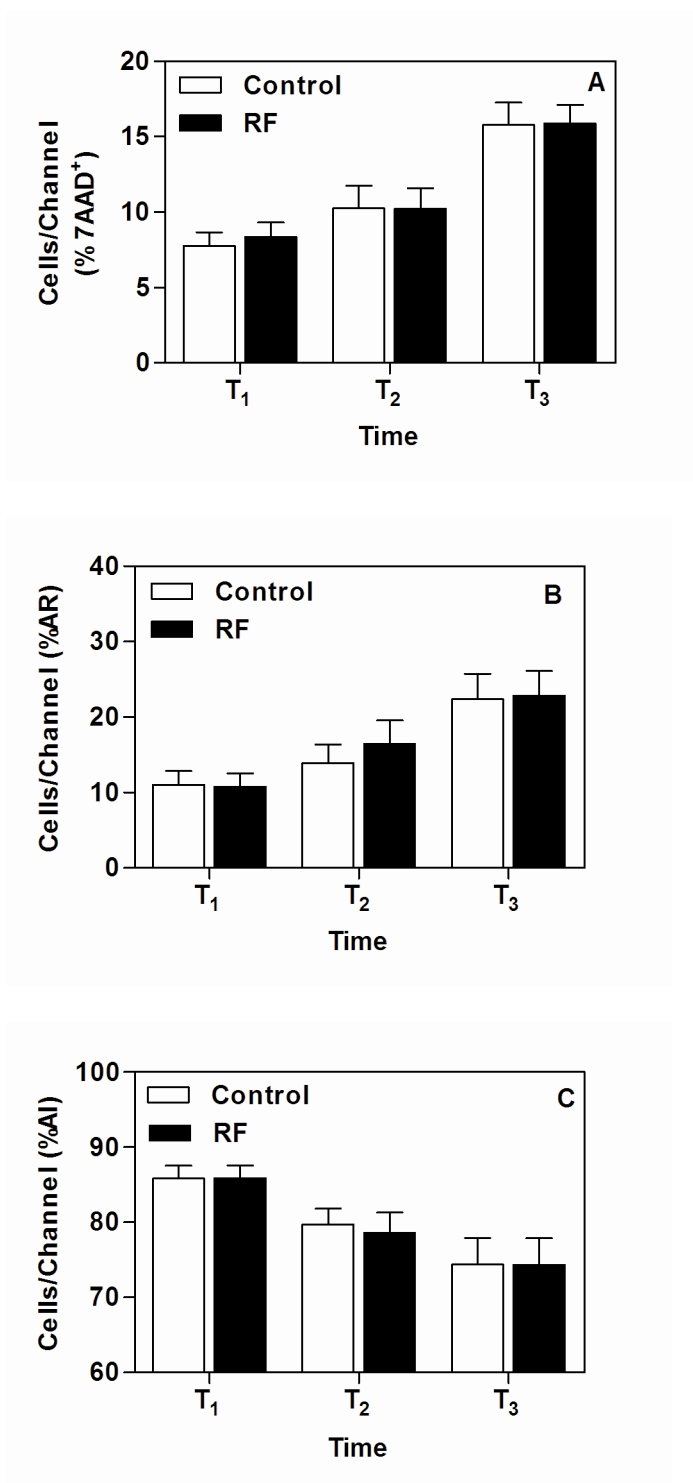 Cells/Channel
(% 7AAD⁺)
20
15
10
5
0
Control
RF
A
T₁
T₂
T₃
Time
Cells/Channel (%AR)
40
30
20
10
0
Control
RF
B
T₁
T₂
T₃
Time
Cells/Channel (%AI)
100
90
80
70
60
Control
RF
C
T₁
T₂
T₃
Time